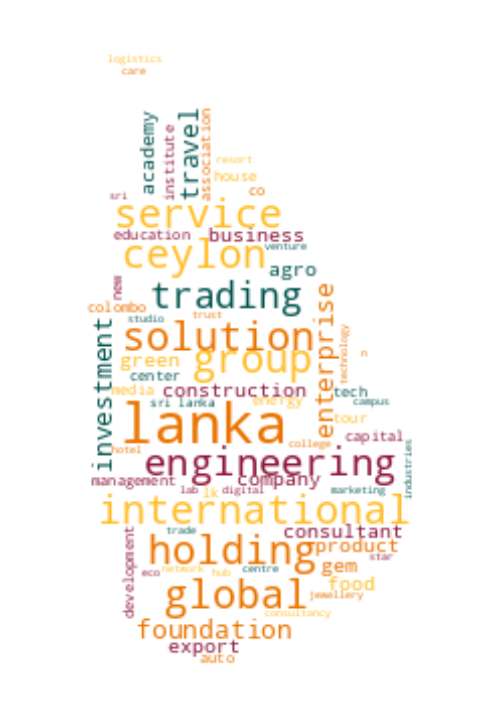 logistics
care
academy
institute
travel
association
resort
house
co
sri
service
education
business
venture
ceylon
agro
new
trading
colombo
enterprise
studio
trust
solution
technology
investment
green
group
n
center
media
construction
tech
energy
campus
sri lanka
lanka
tour
college
capital
hotel
engineering
industries
management
company
lab
lk
digital
marketing
international
trade
consultant
development
holding
product
star
eco
network
hub
centre
gem
food
global
jewellery
consultancy
foundation
export
auto